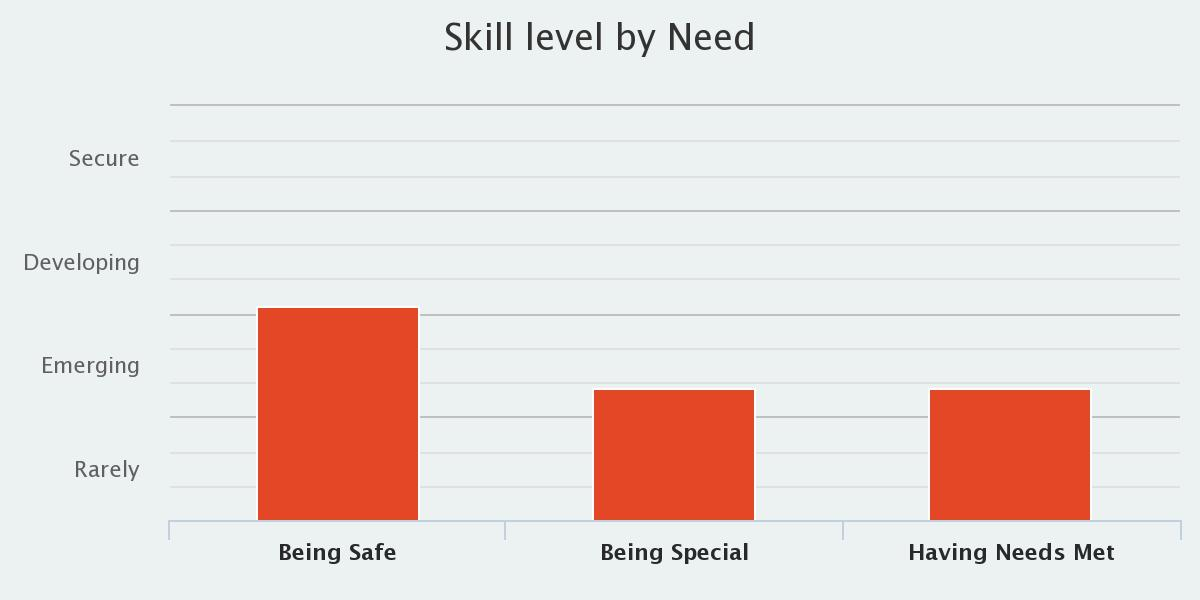 Skill level by Need
Secure
Developing
Emerging
Rarely
Being Safe
Being Special
Having Needs Met